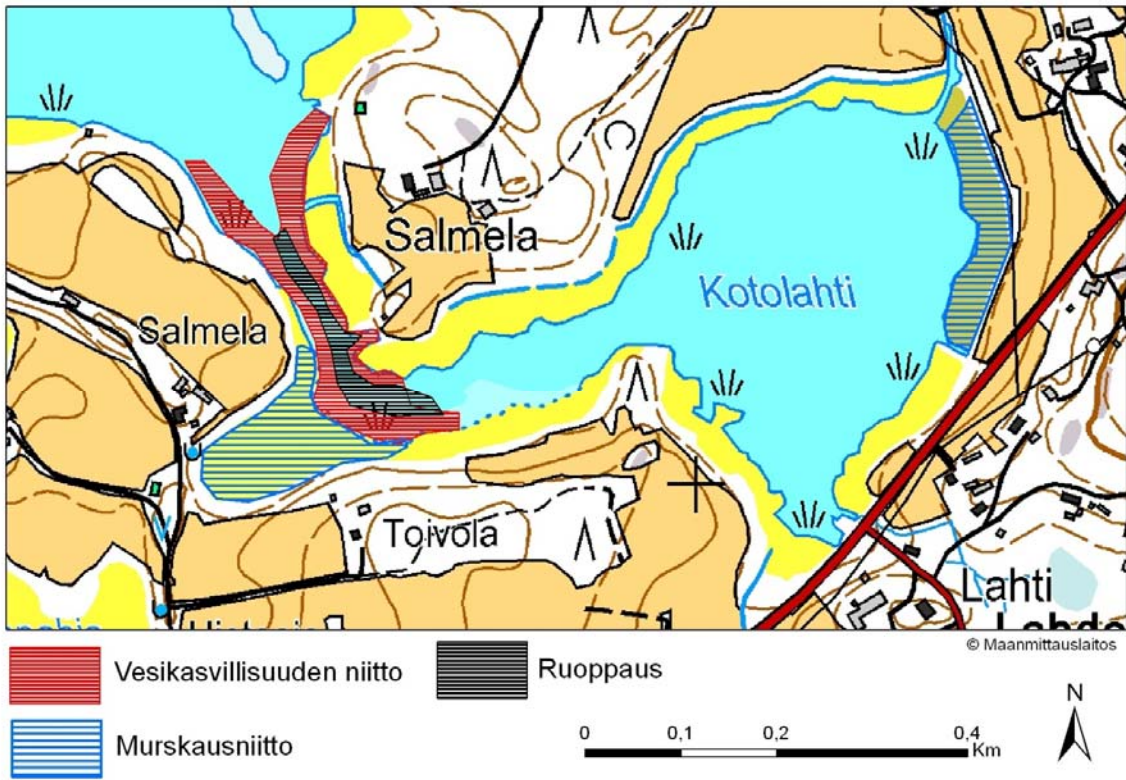 Salmela
Kotolahti
Salmela
Toivola
Lahti
© Maanmittauslaitos
Vesikasvillisuuden niitto
Ruoppaus
Murskausniitto
0 0,1 0,2 0,4
Km
N